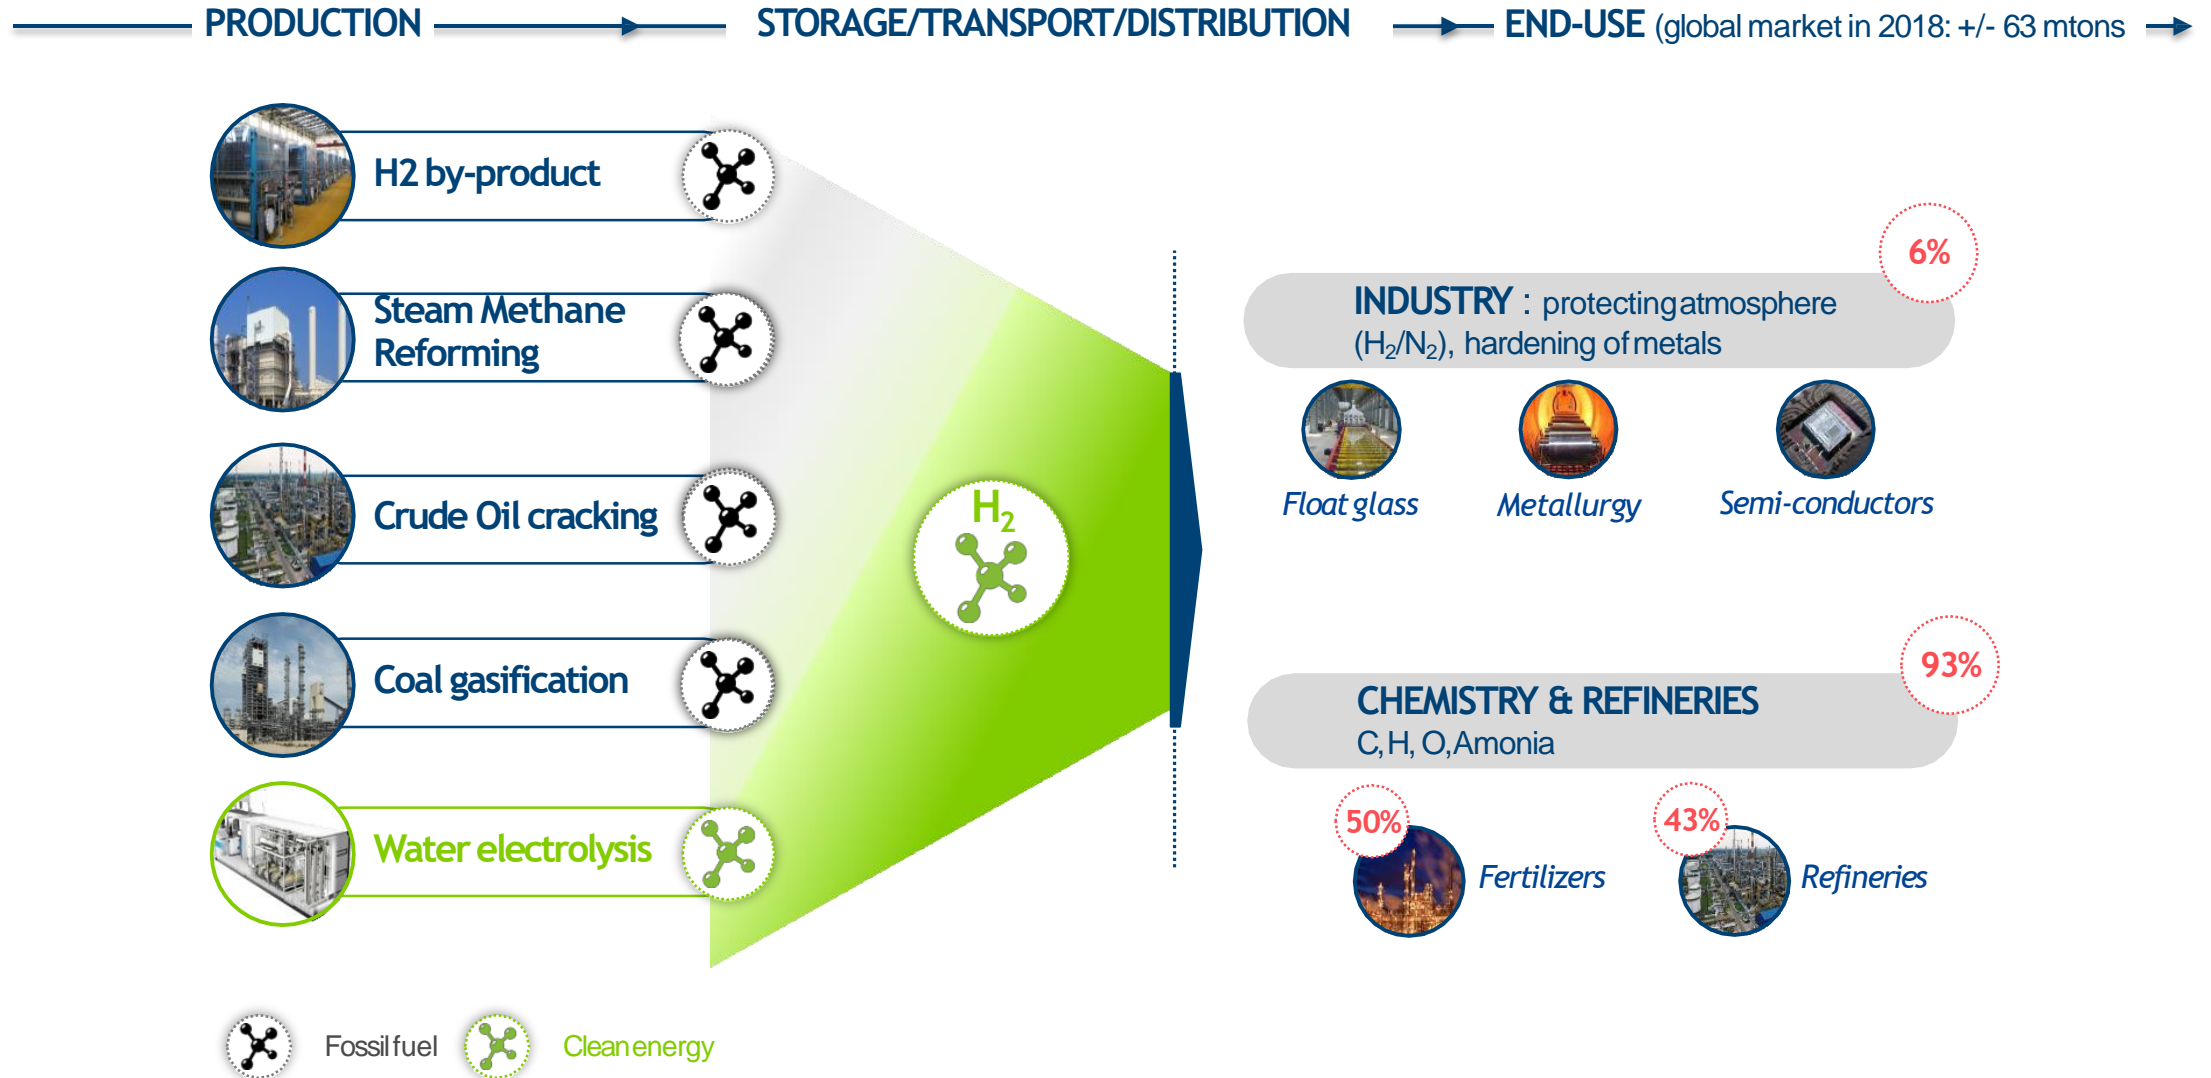 PRODUCTION
STORAGE/TRANSPORT/DISTRIBUTION
END-USE (global market in 2018: +/- 63 mtons
H2 by-product
Steam Methane
Reforming
Crude Oil cracking
Coal gasification
Water electrolysis
H₂
6%
INDUSTRY : protecting atmosphere
(H₂/N₂), hardening of metals
Float glass
Metallurgy
Semi-conductors
93%
CHEMISTRY & REFINERIES
C, H, O, Amonia
50%
Fertilizers
43%
Refineries
Fossil fuel
Clean energy